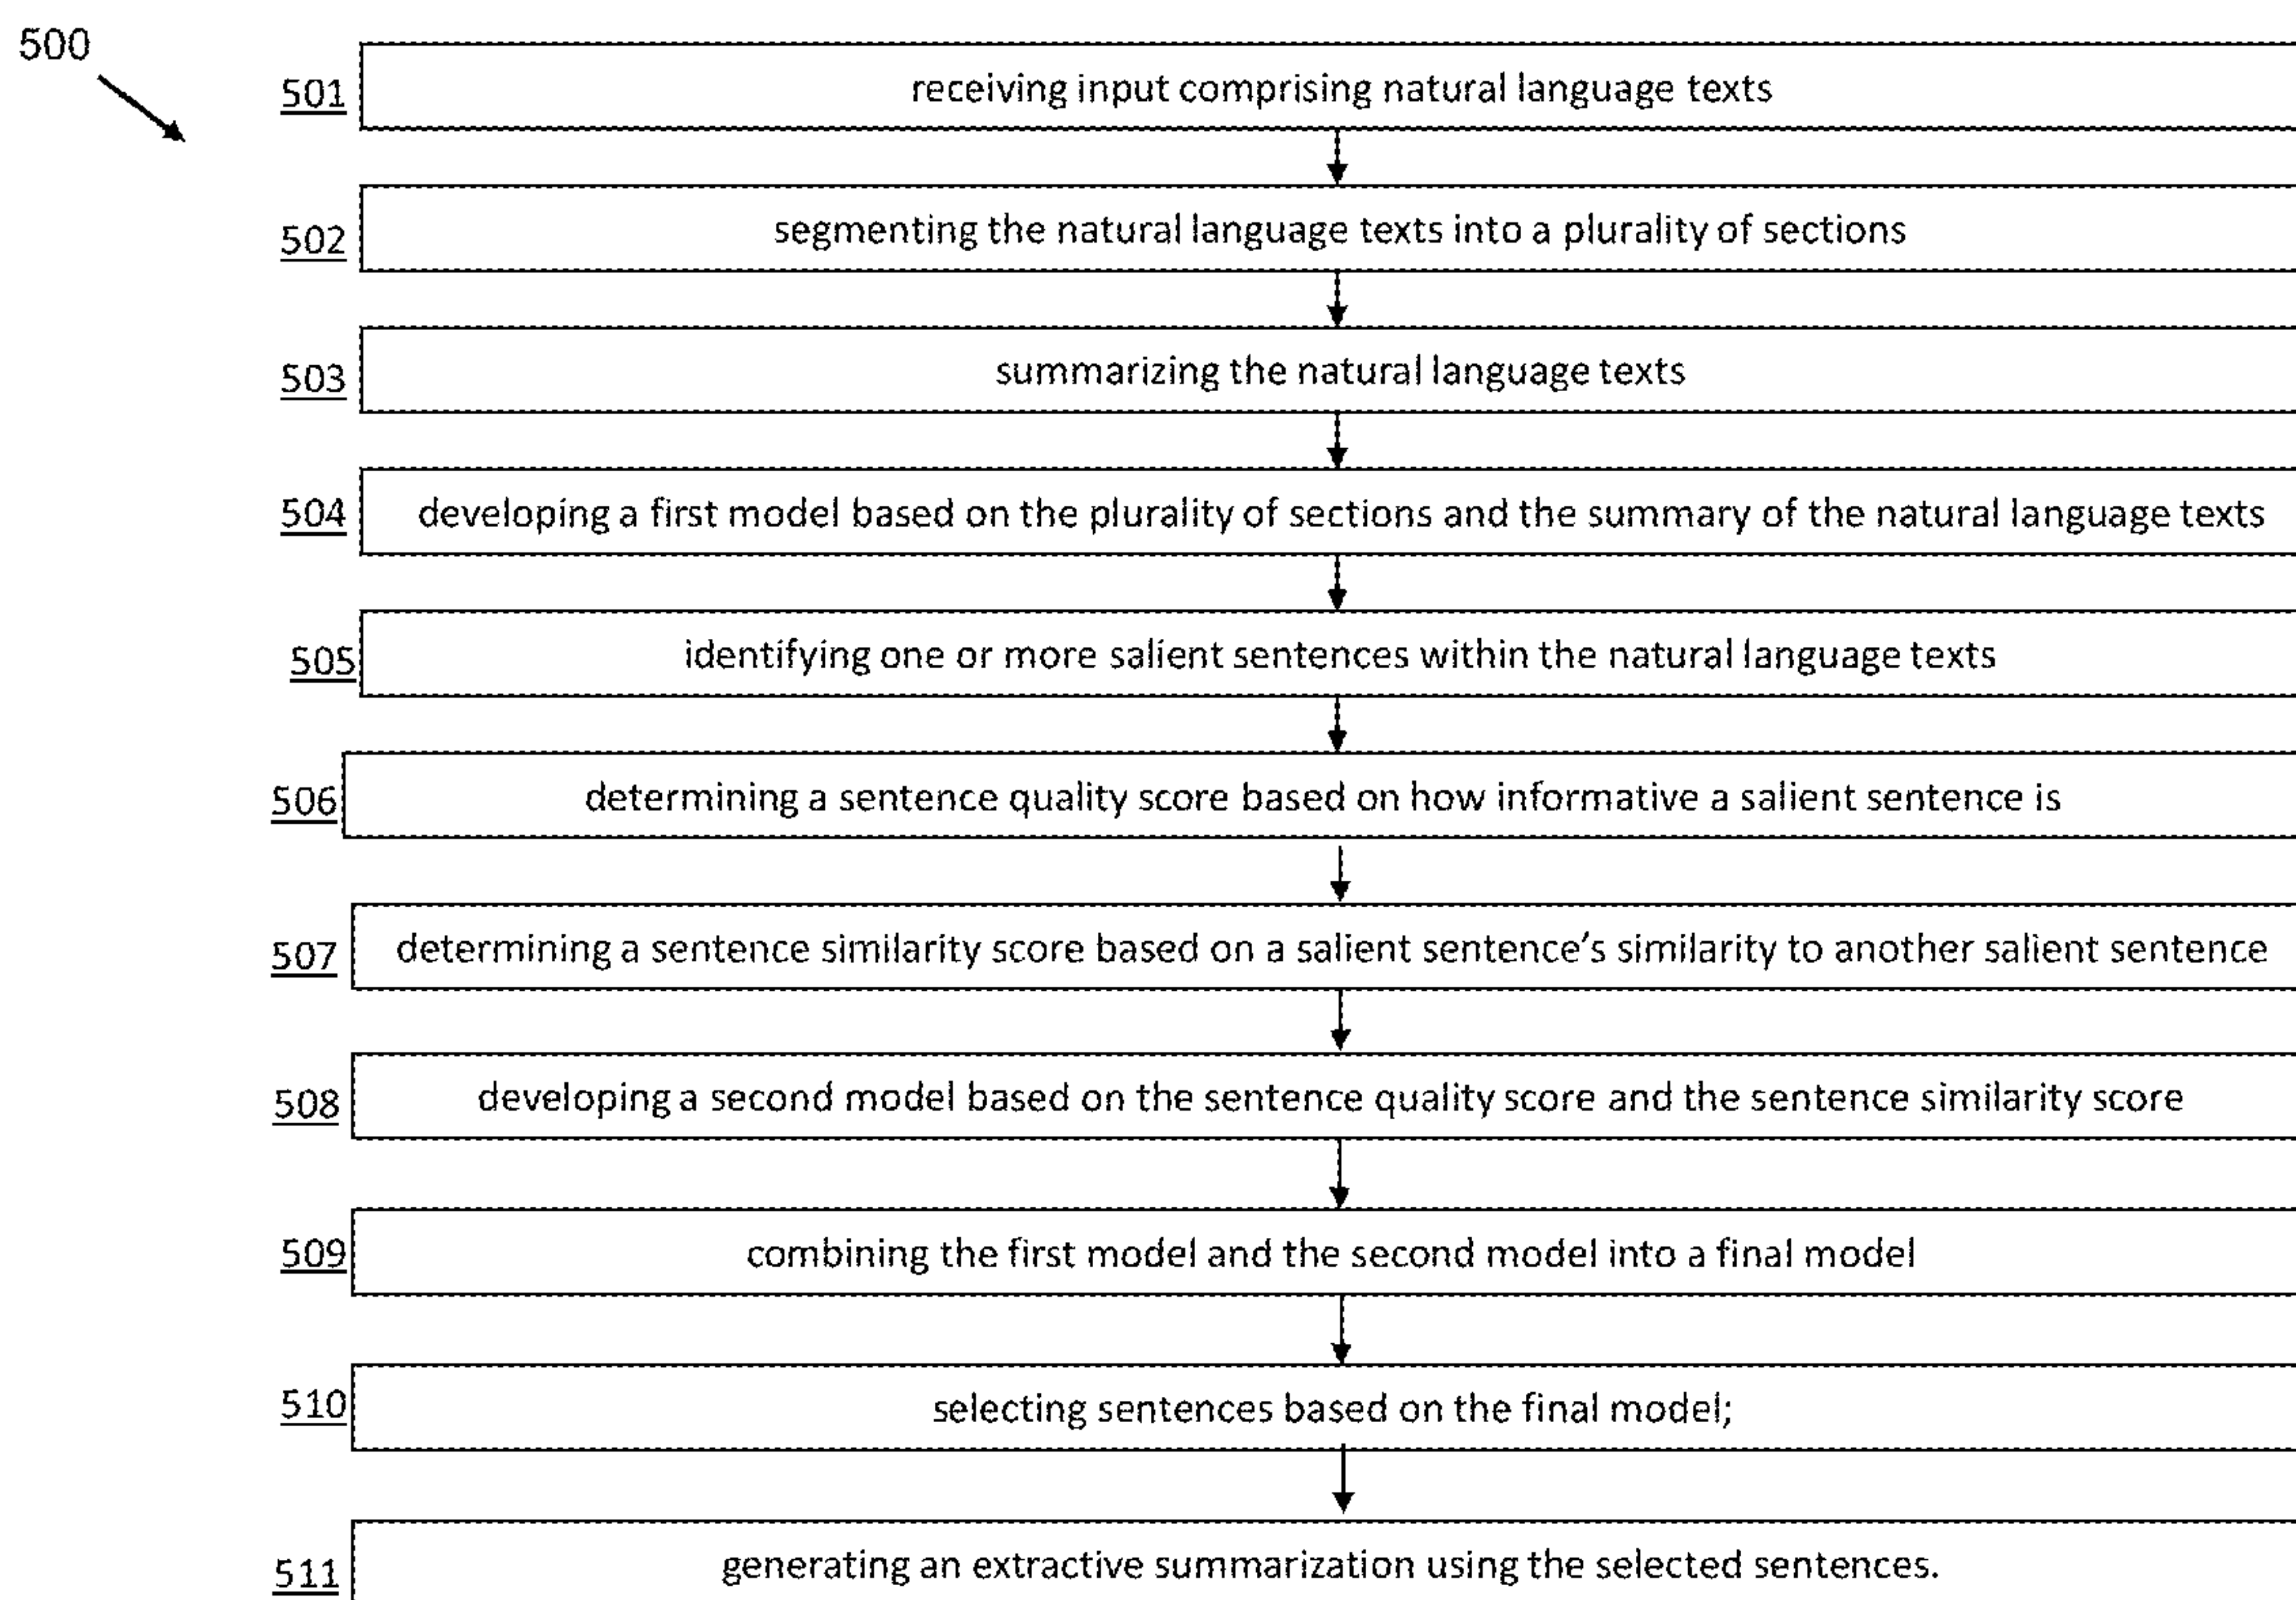 500
501 receiving input comprising natural language texts
502 segmenting the natural language texts into a plurality of sections
503 summarizing the natural language texts
504 developing a first model based on the plurality of sections and the summary of the natural language texts
505 identifying one or more salient sentences within the natural language texts
506 determining a sentence quality score based on how informative a salient sentence is
507 determining a sentence similarity score based on a salient sentence’s similarity to another salient sentence
508 developing a second model based on the sentence quality score and the sentence similarity score
509 combining the first model and the second model into a final model
510 selecting sentences based on the final model;
511 generating an extractive summarization using the selected sentences.